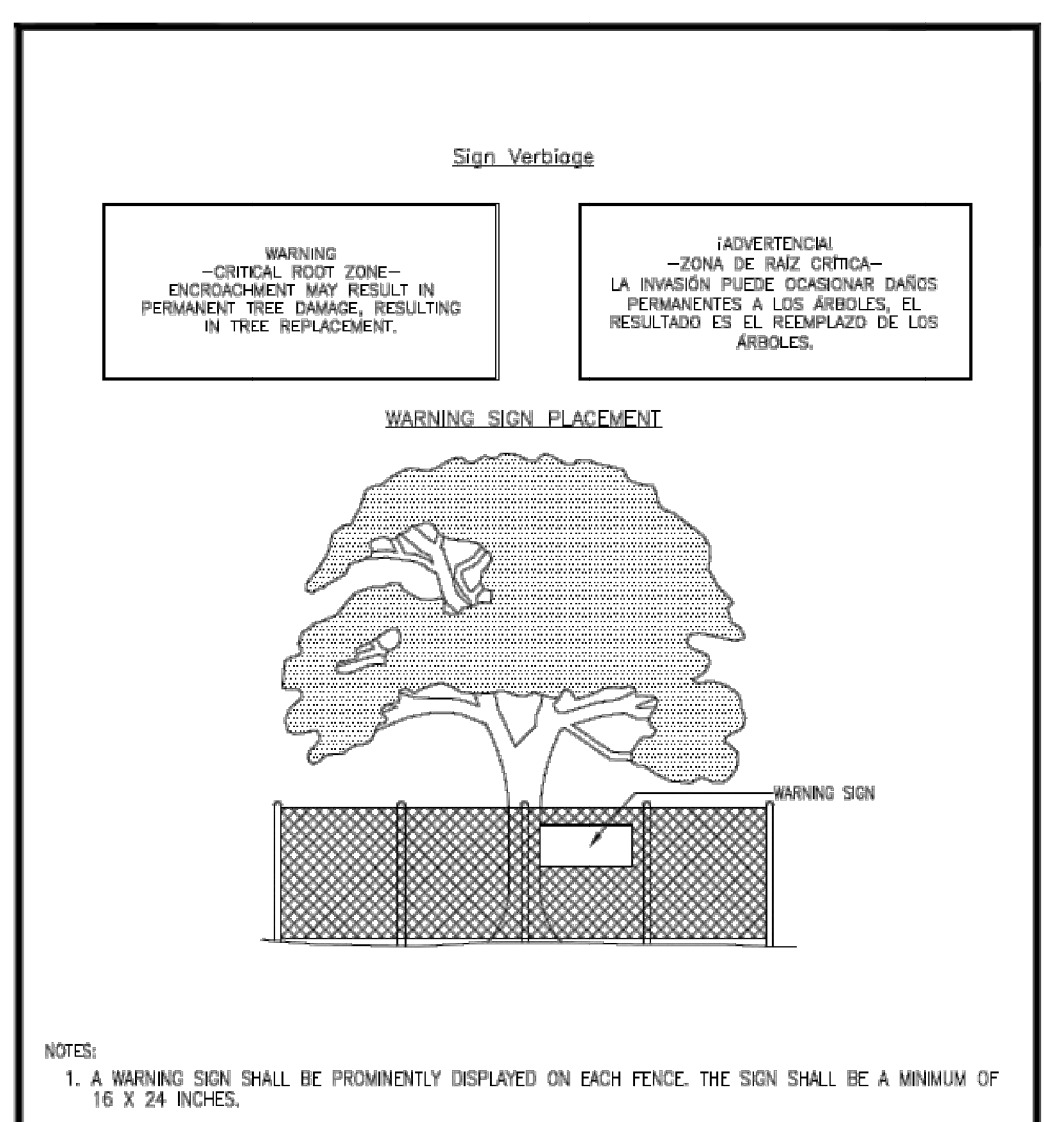 Sign Verbiage
WARNING
-CRITICAL ROOT ZONE-
ENCROACHMENT MAY RESULT IN
PERMANENT TREE DAMAGE, RESULTING
IN TREE REPLACEMENT.
¡ADVERTENCIA!
-ZONA DE RAÍZ CRÍTICA-
LA INVASIÓN PUEDE OCASIONAR DAÑOS
PERMANENTES A LOS ÁRBOLES, EL
RESULTADO ES EL REEMPLAZO DE LOS
ÁRBOLES.
WARNING SIGN PLACEMENT
WARNING SIGN
NOTES:
1. A WARNING SIGN SHALL BE PROMINENTLY DISPLAYED ON EACH FENCE. THE SIGN SHALL BE A MINIMUM OF
16 X 24 INCHES.